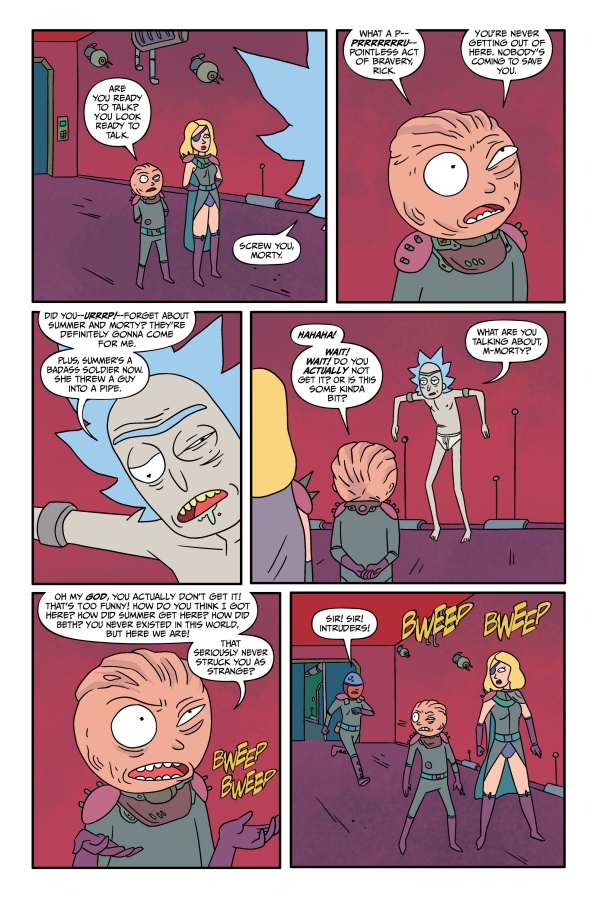 ARE
YOU READY
TO TALK?
YOU LOOK
READY TO
TALK.
SCREW YOU,
MORTY.
WHAT A P--
PRRRRRRRU--
POINTLESS ACT
OF BRAVERY,
RICK.
YOU'RE NEVER
GETTING OUT OF
HERE. NOBODY'S
COMING TO SAVE
YOU.
DID YOU--URRRP!--FORGET ABOUT
SUMMER AND MORTY? THEY'RE
DEFINITELY GONNA COME
FOR ME.
PLUS, SUMMER'S A
BADASS SOLDIER NOW.
SHE THREW A GUY
INTO A PIPE.
HAHAHA!
WAIT!
WAIT! DO YOU
ACTUALLY NOT
GET IT? OR IS THIS
SOME KINDA
BIT?
WHAT ARE YOU
TALKING ABOUT,
M-MORTY?
OH MY GOD, YOU ACTUALLY DON'T GET IT!
THAT'S TOO FUNNY! HOW DO YOU THINK I GOT
HERE? HOW DID SUMMER GET HERE? HOW DID
BETH? YOU NEVER EXISTED IN THIS WORLD,
BUT HERE WE ARE!
THAT
SERIOUSLY NEVER
STRUCK YOU AS
STRANGE?
BWEEP
BWEEP
SIR! SIR!
INTRUDERS!
BWEEP BWEEP